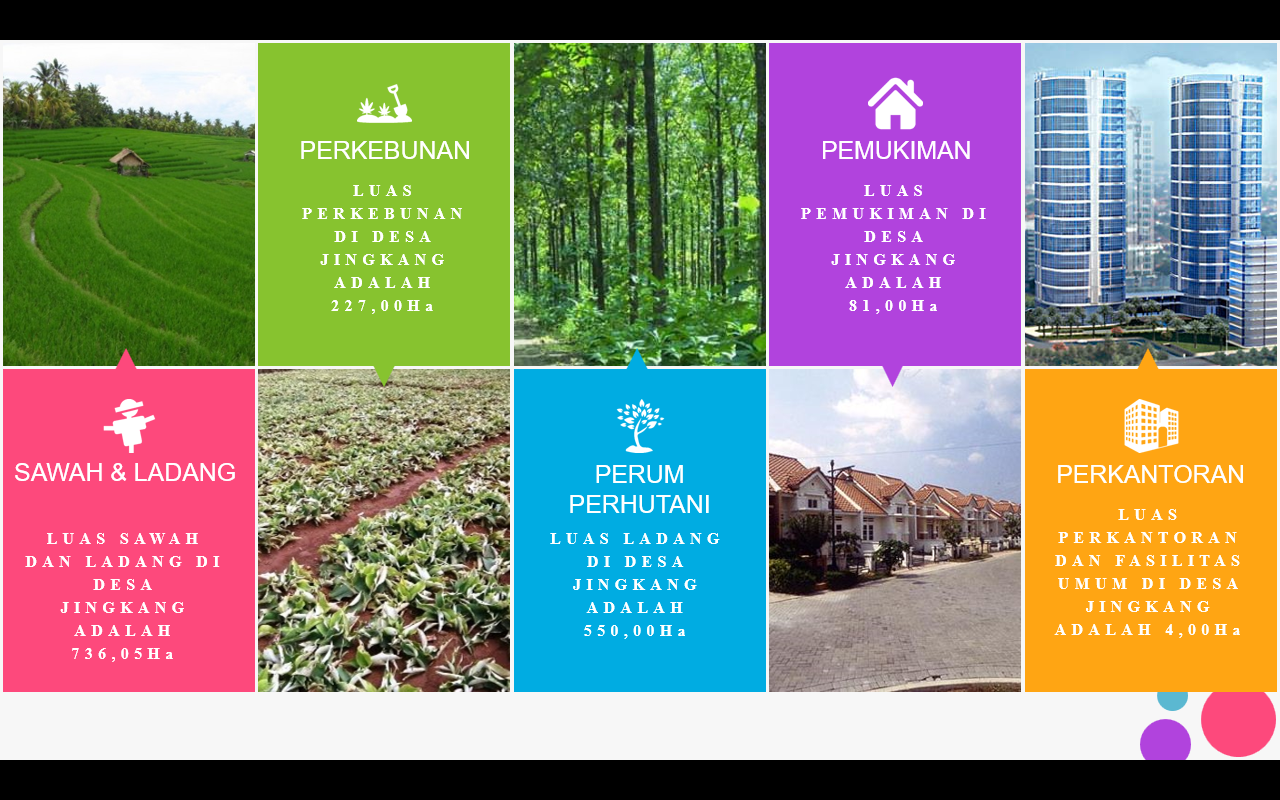 PERKEBUNAN
LUAS
PERKEBUNAN
DI DESA
JINGKANG
ADALAH
227,00Ha
PEMUKIMAN
LUAS
PEMUKIMAN DI
DESA
JINGKANG
ADALAH
81,00Ha
SAWAH & LADANG
LUAS SAWAH
DAN LADANG DI
DESA
JINGKANG
ADALAH
736,05Ha
PERUM
PERHUTANI
LUAS LADANG
DI DESA
JINGKANG
ADALAH
550,00Ha
PERKANTORAN
LUAS
PERKANTORAN
DAN FASILITAS
UMUM DI DESA
JINGKANG
ADALAH 4,00Ha